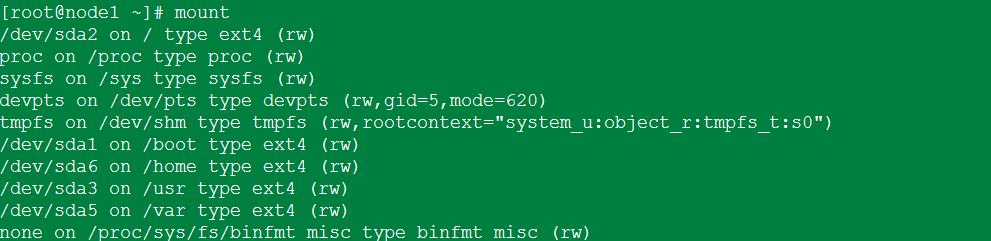 [root@node1 ~]# mount
/dev/sda2 on / type ext4 (rw)
proc on /proc type proc (rw)
sysfs on /sys type sysfs (rw)
devpts on /dev/pts type devpts (rw,gid=5,mode=620)
tmpfs on /dev/shm type tmpfs (rw,rootcontext="system_u:object_r:tmpfs_t:s0")
/dev/sda1 on /boot type ext4 (rw)
/dev/sda6 on /home type ext4 (rw)
/dev/sda3 on /usr type ext4 (rw)
/dev/sda5 on /var type ext4 (rw)
none on /proc/sys/fs/binfmt_misc type binfmt_misc (rw)